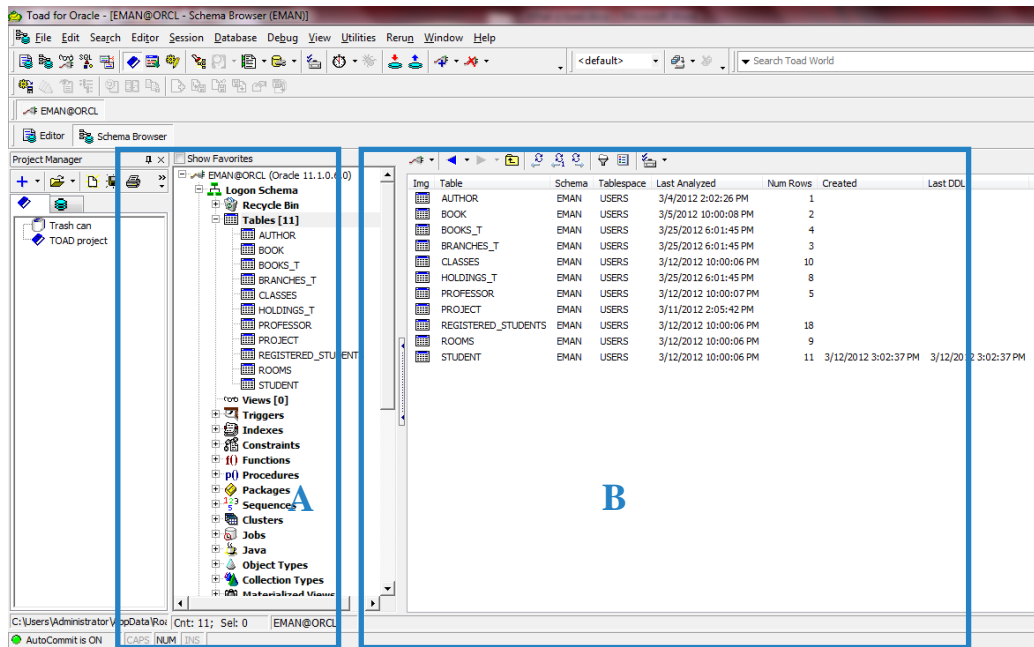 Toad for Oracle - [EMAN@ORCL - Schema Browser (EMAN)]
File Edit Search Editor Session Database Debug View Utilities Rerun Window Help
<default> Search Toad World
EMAN@ORCL
Editor Schema Browser
Project Manager
Trash can
TOAD project
Show Favorites
EMAN@ORCL (Oracle 11.1.0.6.0)
Logon Schema
Recycle Bin
Tables [11]
AUTHOR
BOOK
BOOKS_T
BRANCHES_T
CLASSES
HOLDINGS_T
PROFESSOR
PROJECT
REGISTERED_STUDENT
ROOMS
STUDENT
Views [0]
Triggers
Indexes
Constraints
f() Functions
p() Procedures
Packages
Sequences
Clusters
Jobs
Java
Object Types
Collection Types
Materialized Views
A
Img Table Schema Tablespace Last Analyzed Num Rows Created Last DDL
AUTHOR EMAN USERS 3/4/2012 2:02:26 PM 1
BOOK EMAN USERS 3/5/2012 10:00:08 PM 2
BOOKS_T EMAN USERS 3/25/2012 6:01:45 PM 4
BRANCHES_T EMAN USERS 3/25/2012 6:01:45 PM 3
CLASSES EMAN USERS 3/12/2012 10:00:06 PM 10
HOLDINGS_T EMAN USERS 3/25/2012 6:01:45 PM 8
PROFESSOR EMAN USERS 3/12/2012 10:00:07 PM 5
PROJECT EMAN USERS 3/11/2012 2:05:42 PM
REGISTERED_STUDENTS EMAN USERS 3/12/2012 10:00:06 PM 18
ROOMS EMAN USERS 3/12/2012 10:00:06 PM 9
STUDENT EMAN USERS 3/12/2012 10:00:06 PM 11 3/12/2012 3:02:37 PM 3/12/2012 3:02:37 PM
B
C:\Users\Administrator\AppData\Roa Cnt: 11; Sel: 0 EMAN@ORCL
AutoCommit is ON CAPS NUM INS